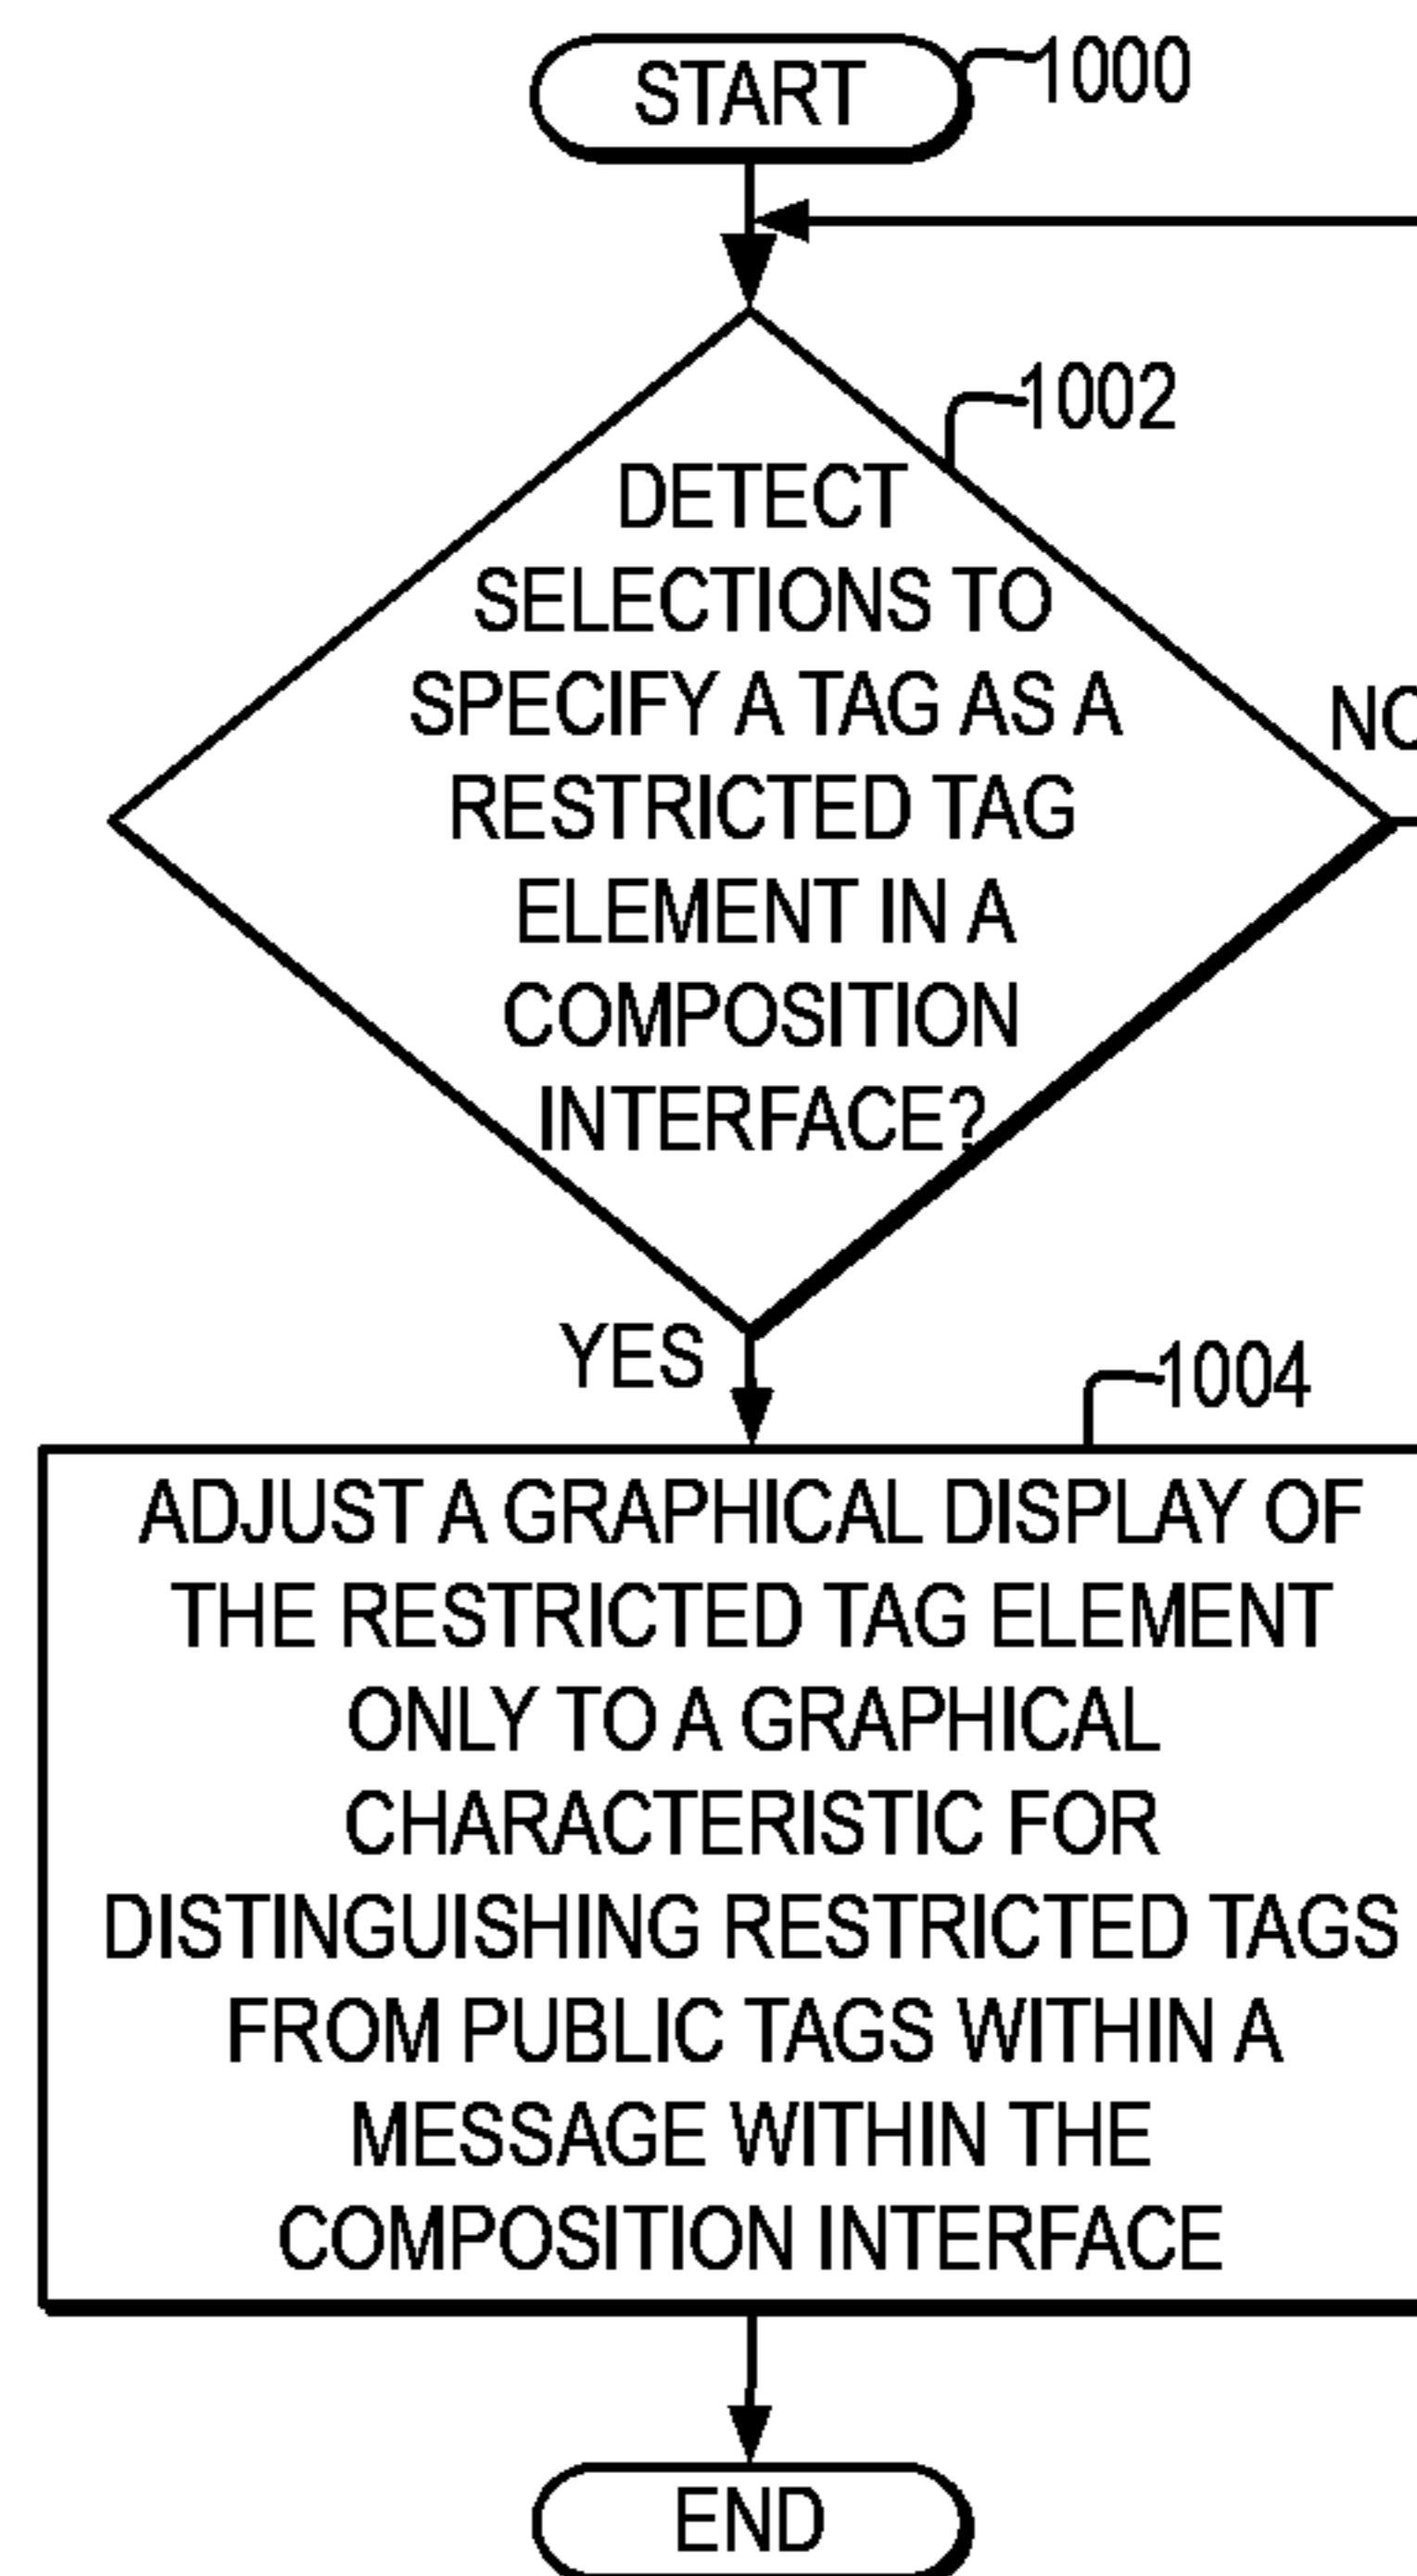 START
1000
1002
DETECT
SELECTIONS TO
SPECIFY A TAG AS A
RESTRICTED TAG
ELEMENT IN A
COMPOSITION
INTERFACE?
NO
YES
1004
ADJUST A GRAPHICAL DISPLAY OF
THE RESTRICTED TAG ELEMENT
ONLY TO A GRAPHICAL
CHARACTERISTIC FOR
DISTINGUISHING RESTRICTED TAGS
FROM PUBLIC TAGS WITHIN A
MESSAGE WITHIN THE
COMPOSITION INTERFACE
END